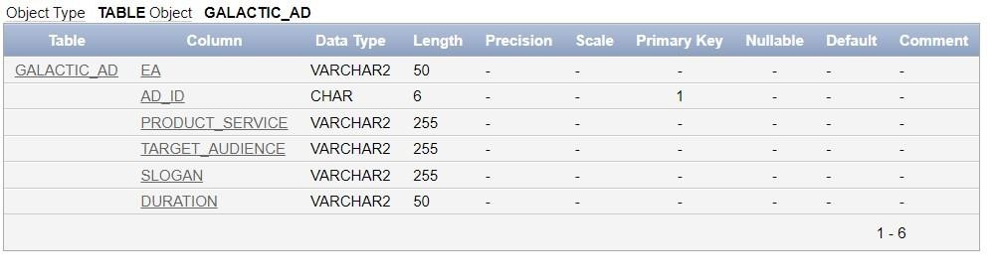 Object Type TABLE Object GALACTIC_AD
Table Column Data Type Length Precision Scale Primary Key Nullable Default Comment
GALACTIC_AD EA VARCHAR2 50 - - - - - -
AD_ID CHAR 6 - - 1 - - -
PRODUCT_SERVICE VARCHAR2 255 - - - - - -
TARGET_AUDIENCE VARCHAR2 255 - - - - - -
SLOGAN VARCHAR2 255 - - - - - -
DURATION VARCHAR2 50 - - - - - -
1 - 6